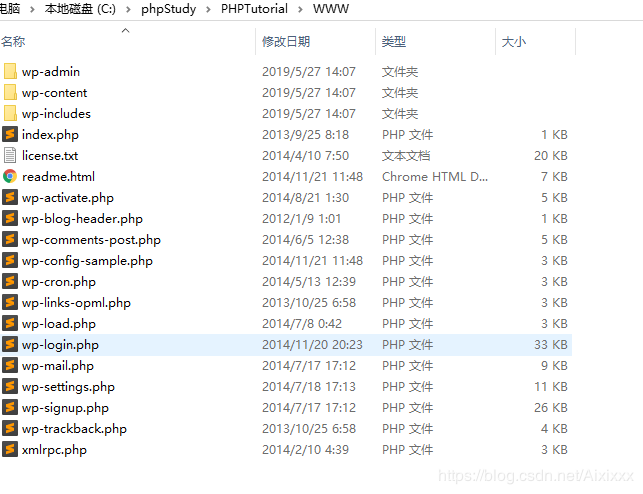 电脑 > 本地磁盘 (C:) > phpStudy > PHPTutorial > WWW
名称 修改日期 类型 大小
wp-admin 2019/5/27 14:07 文件夹
wp-content 2019/5/27 14:07 文件夹
wp-includes 2019/5/27 14:07 文件夹
index.php 2013/9/25 8:18 PHP 文件 1 KB
license.txt 2014/4/10 7:50 文本文档 20 KB
readme.html 2014/11/21 11:48 Chrome HTML D... 7 KB
wp-activate.php 2014/8/21 1:30 PHP 文件 5 KB
wp-blog-header.php 2012/1/9 1:01 PHP 文件 1 KB
wp-comments-post.php 2014/6/5 12:38 PHP 文件 5 KB
wp-config-sample.php 2014/11/21 11:48 PHP 文件 3 KB
wp-cron.php 2014/5/13 12:39 PHP 文件 3 KB
wp-links-opml.php 2013/10/25 6:58 PHP 文件 3 KB
wp-load.php 2014/7/8 0:42 PHP 文件 3 KB
wp-login.php 2014/11/20 20:23 PHP 文件 33 KB
wp-mail.php 2014/7/17 17:12 PHP 文件 9 KB
wp-settings.php 2014/7/18 17:13 PHP 文件 11 KB
wp-signup.php 2014/7/17 17:12 PHP 文件 26 KB
wp-trackback.php 2013/10/25 6:58 PHP 文件 4 KB
xmlrpc.php 2014/2/10 4:39 PHP 文件 3 KB
https://blog.csdn.net/Aixixxx